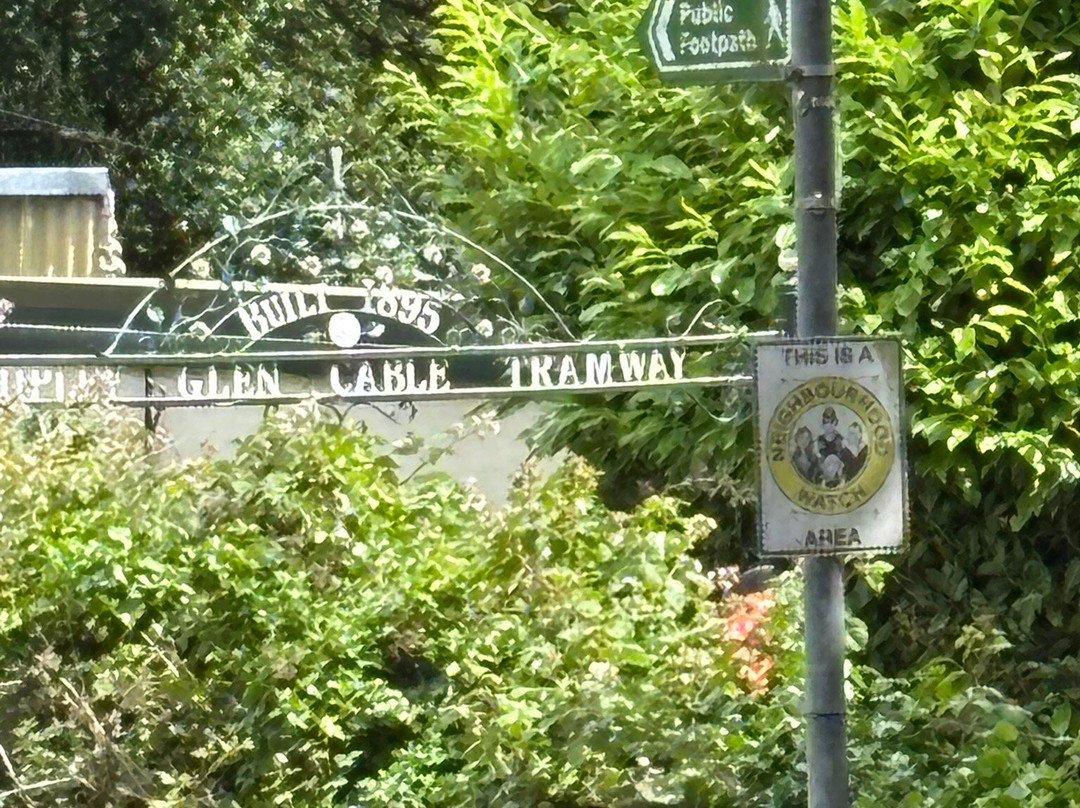 Public
Footpath
BUILT 1895
GLEN CABLE TRAMWAY
THIS IS A
NEIGHBOURHOOD
WATCH
AREA